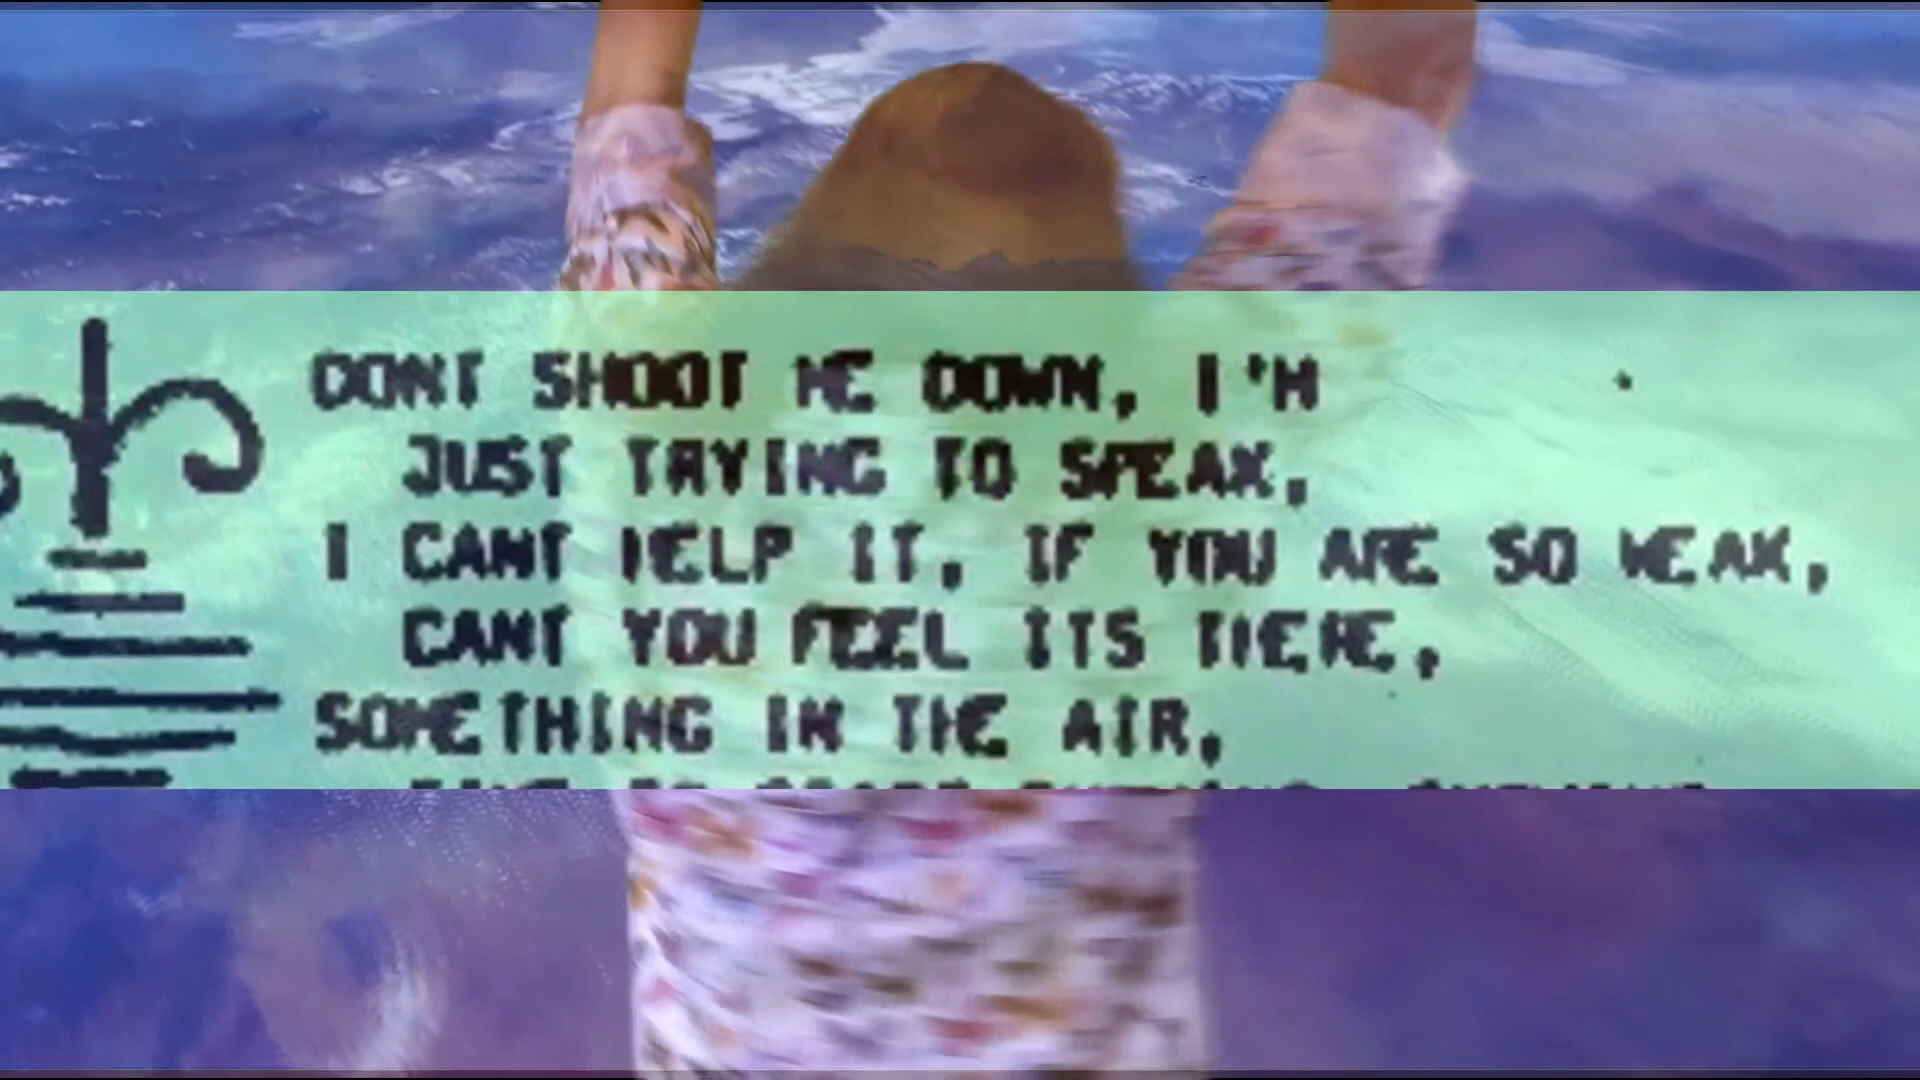 DONT SHOOT ME DOWN, I'M
JUST TRYING TO SPEAK,
I CANT HELP IT, IF YOU ARE SO WEAK,
CANT YOU FEEL ITS THERE,
SOMETHING IN THE AIR,